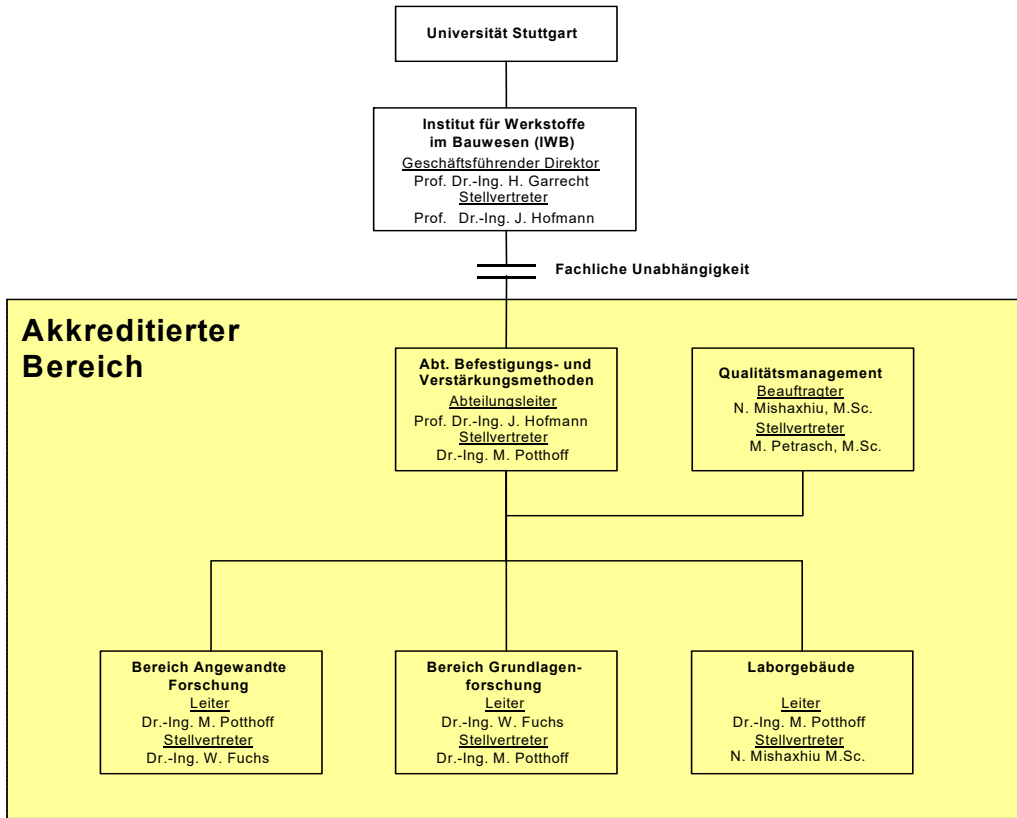 Universität Stuttgart
Institut für Werkstoffe
im Bauwesen (IWB)
Geschäftsführender Direktor
Prof. Dr.-Ing. H. Garrecht
Stellvertreter
Prof. Dr.-Ing. J. Hofmann
Fachliche Unabhängigkeit
Akkreditierter
Bereich
Abt. Befestigungs- und
Verstärkungsmethoden
Abteilungsleiter
Prof. Dr.-Ing. J. Hofmann
Stellvertreter
Dr.-Ing. M. Potthoff
Qualitätsmanagement
Beauftragter
N. Mishaxhiu, M.Sc.
Stellvertreter
M. Petrasch, M.Sc.
Bereich Angewandte
Forschung
Leiter
Dr.-Ing. M. Potthoff
Stellvertreter
Dr.-Ing. W. Fuchs
Bereich Grundlagen-
forschung
Leiter
Dr.-Ing. W. Fuchs
Stellvertreter
Dr.-Ing. M. Potthoff
Laborgebäude
Leiter
Dr.-Ing. M. Potthoff
Stellvertreter
N. Mishaxhiu M.Sc.